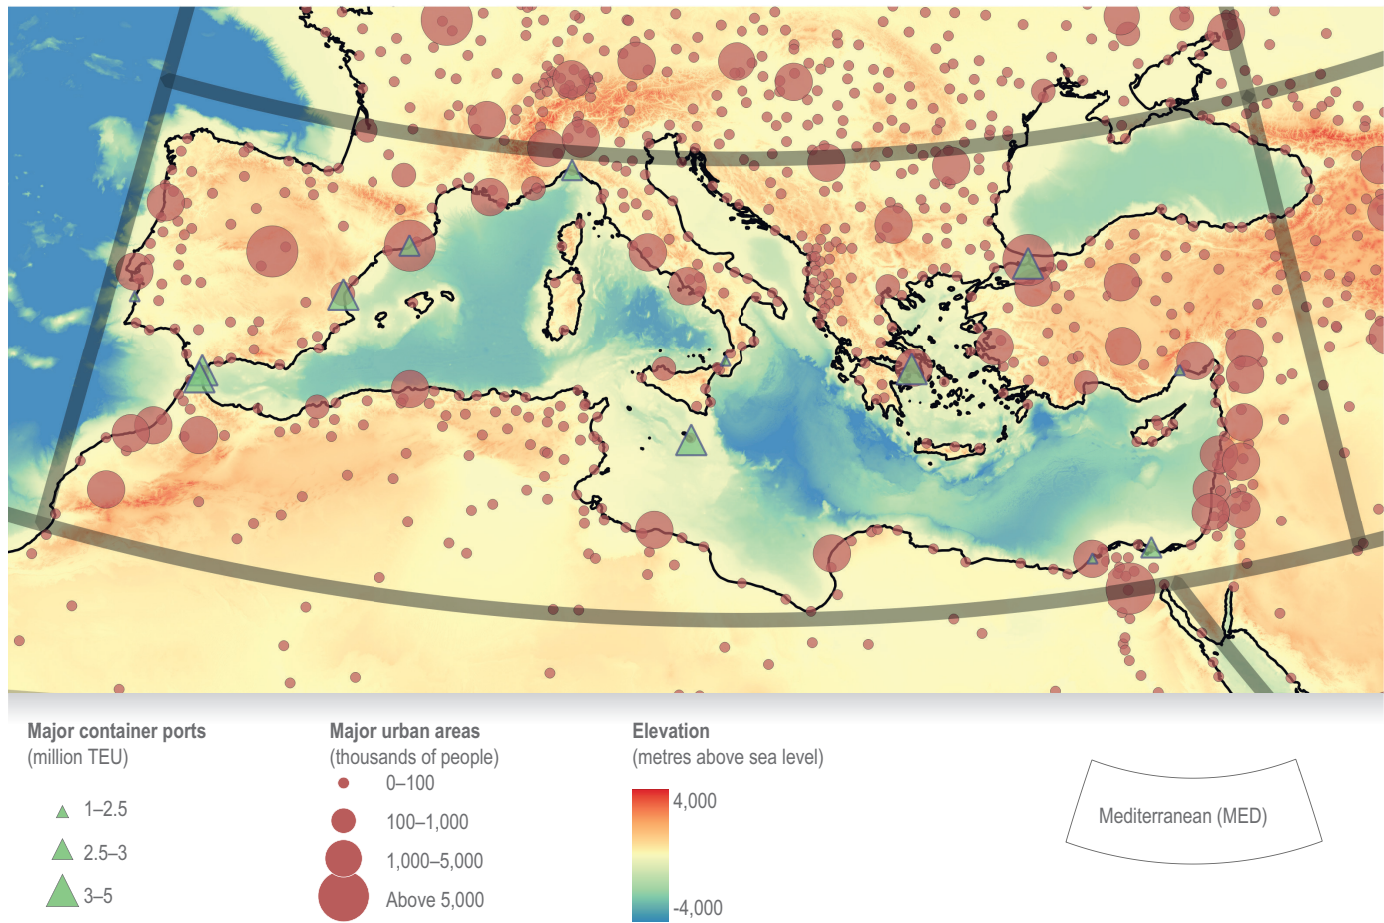 Major container ports
(million TEU)
1–2.5
2.5–3
3–5
Major urban areas
(thousands of people)
0–100
100–1,000
1,000–5,000
Above 5,000
Elevation
(metres above sea level)
4,000
-4,000
Mediterranean (MED)